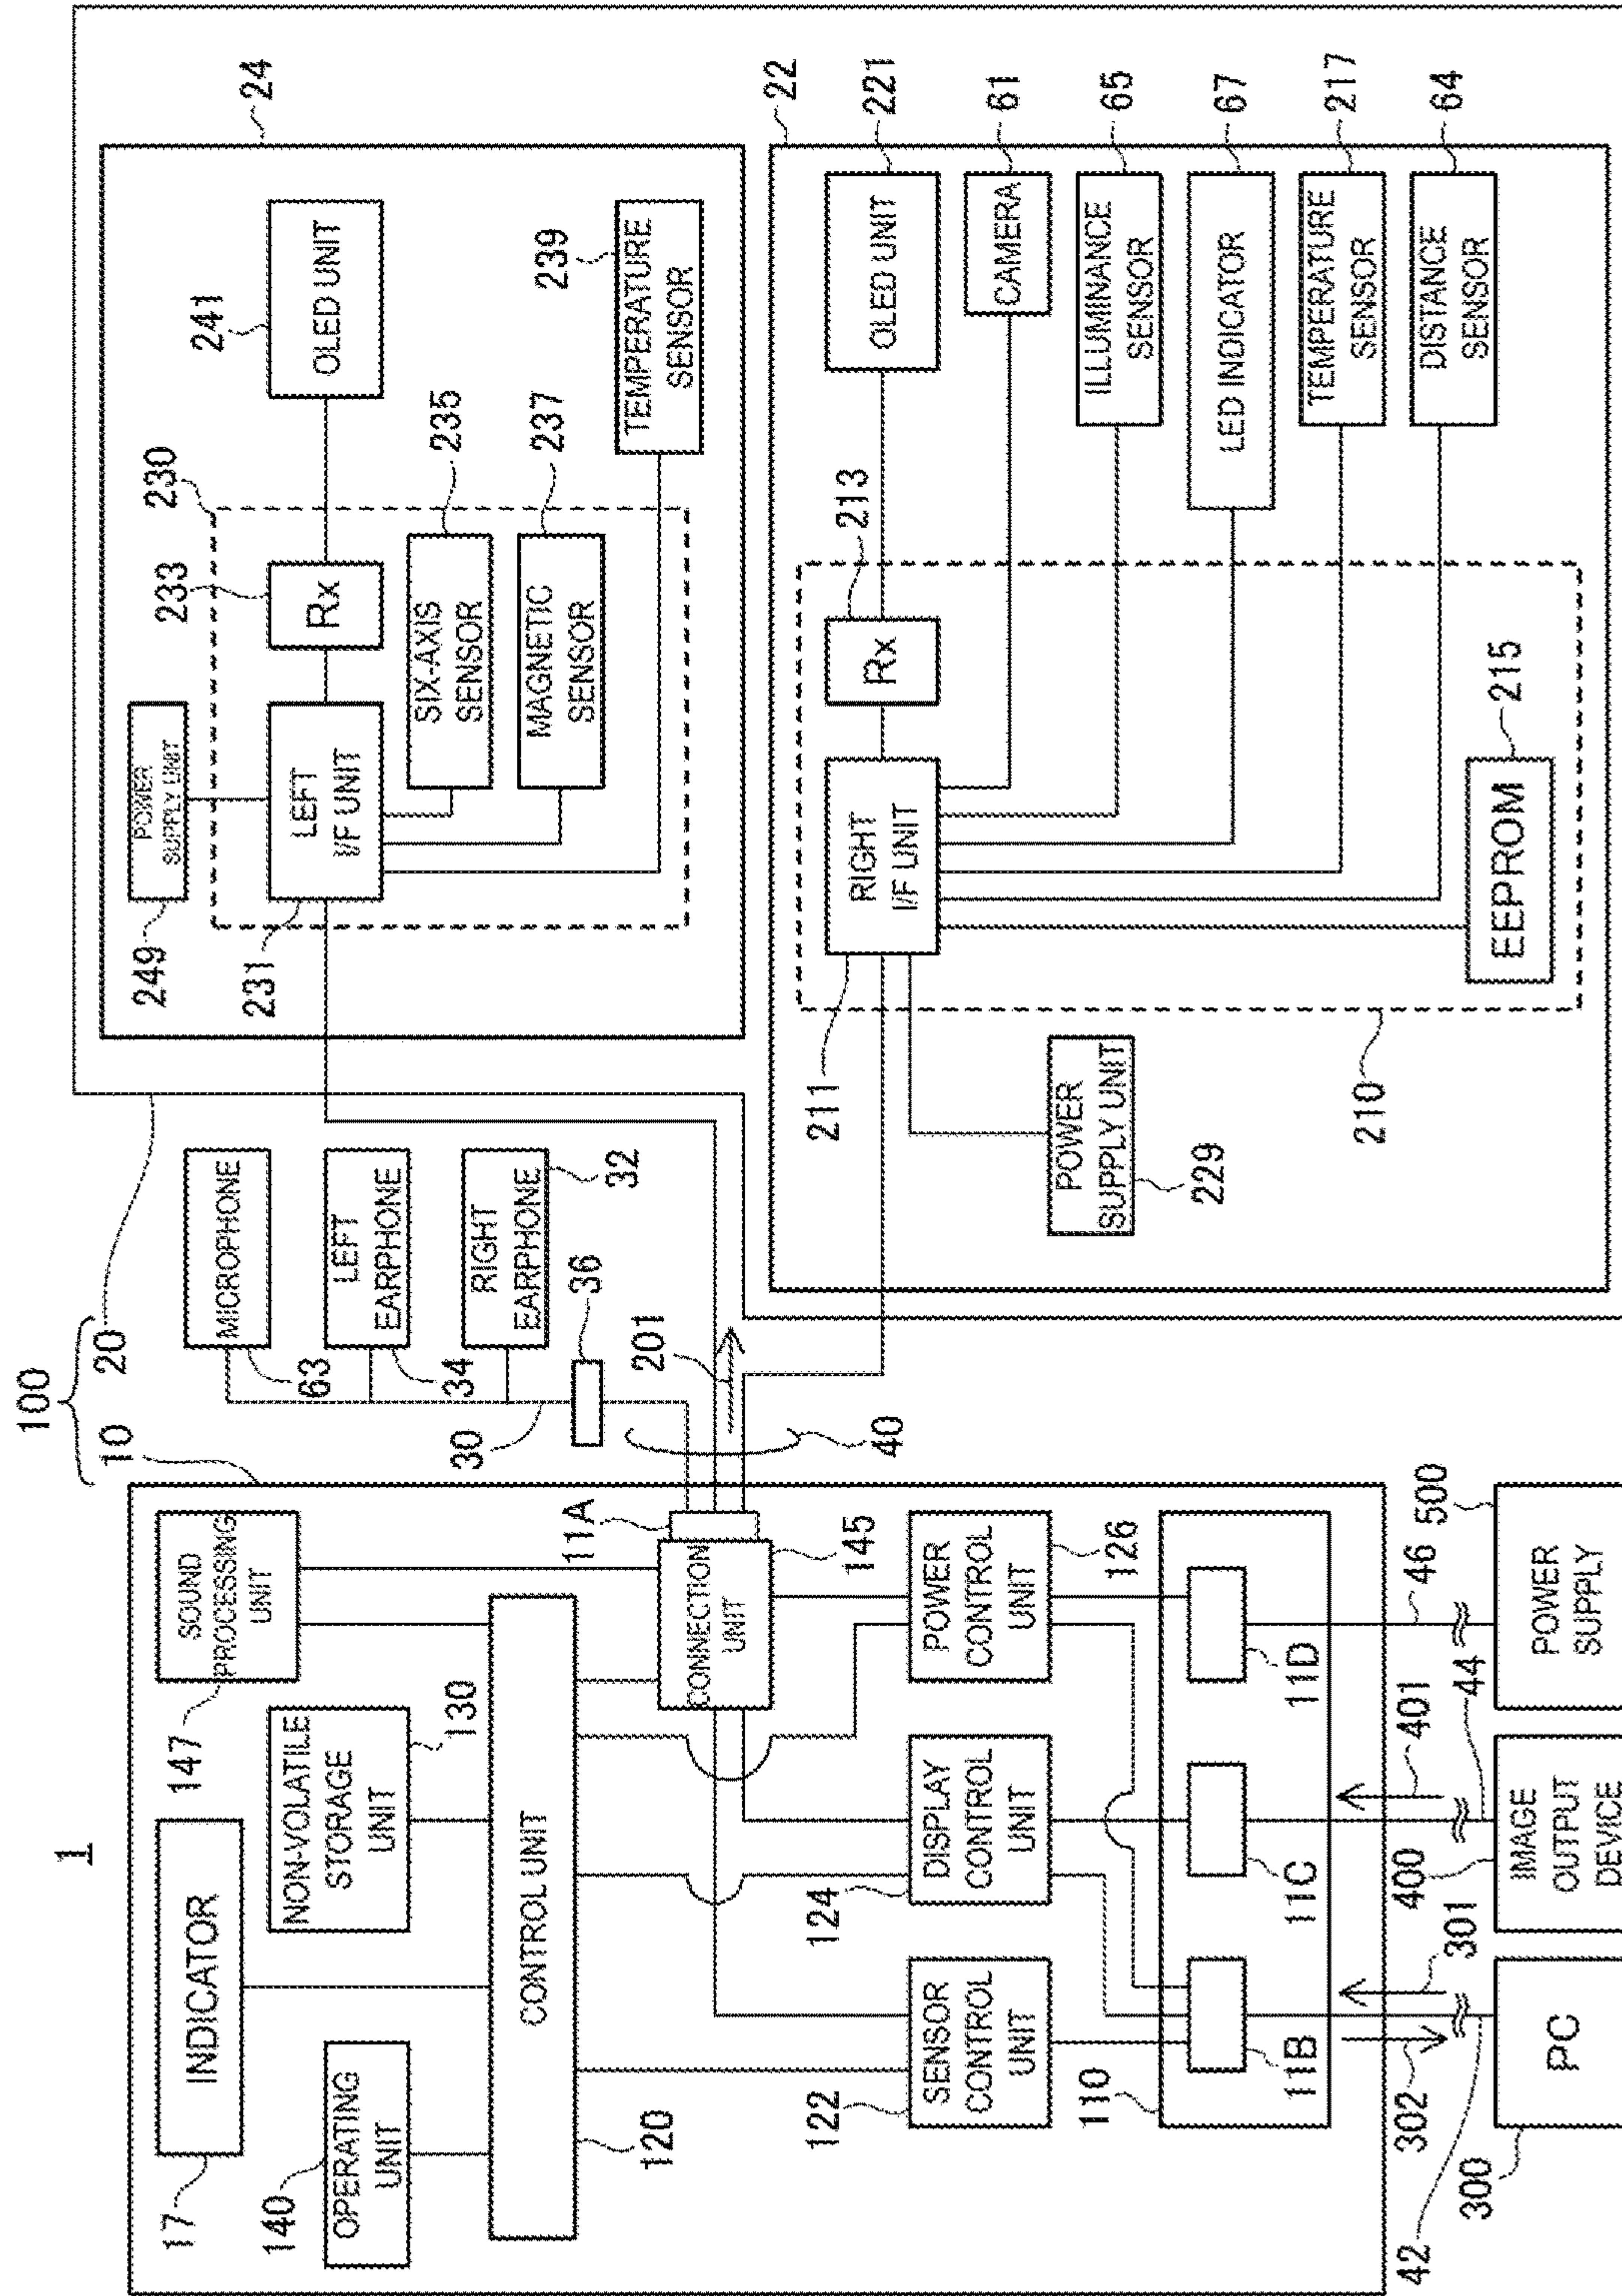 1
100
10
20
17
INDICATOR
147
SOUND
PROCESSING
UNIT
140
OPERATING
UNIT
NON-VOLATILE
STORAGE
UNIT
130
CONTROL UNIT
120
11A
CONNECTION
UNIT
145
122
SENSOR
CONTROL
UNIT
124
DISPLAY
CONTROL
UNIT
POWER
CONTROL
UNIT
126
110
11B
11C
11D
302
301
401
42
44
46
300
PC
400
IMAGE
OUTPUT
DEVICE
500
POWER
SUPPLY
MICROPHONE
63
LEFT
EARPHONE
34
RIGHT
EARPHONE
32
30
36
201
40
24
249
POWER
SUPPLY UNIT
230
231
LEFT
I/F UNIT
233
Rx
241
OLED UNIT
SIX-AXIS
SENSOR
235
MAGNETIC
SENSOR
237
TEMPERATURE
SENSOR
239
22
211
RIGHT
I/F UNIT
Rx
213
OLED UNIT
221
CAMERA
61
ILLUMINANCE
SENSOR
65
LED INDICATOR
67
TEMPERATURE
SENSOR
217
DISTANCE
SENSOR
64
POWER
SUPPLY UNIT
229
EEPROM
215
210